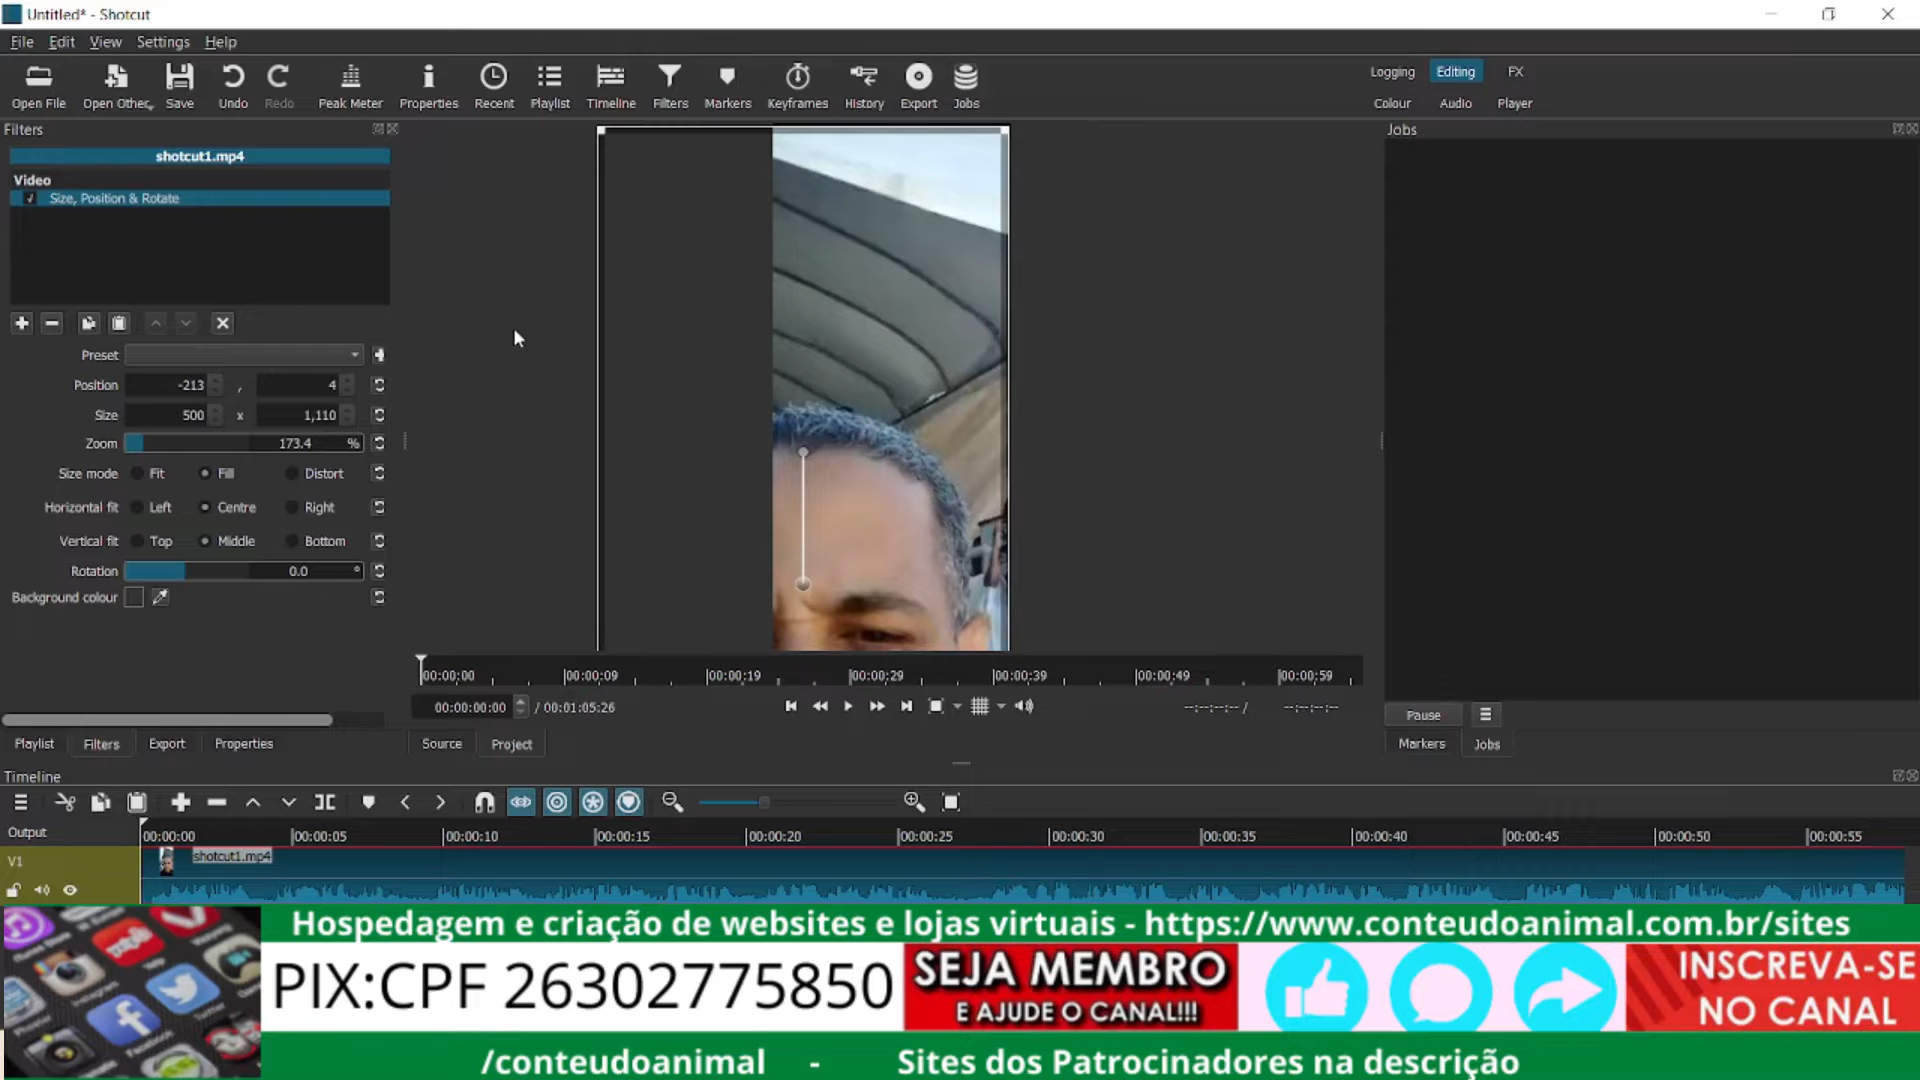 Untitled* - Shotcut
File Edit View Settings Help
Open File Open Other... Save Undo Redo Peak Meter Properties Recent Playlist Timeline Filters Markers Keyframes History Export Jobs
Logging Editing FX
Colour Audio Player
Filters
Jobs
shotcut1.mp4
Video
Size, Position & Rotate
Preset
Position -213 , 4
Size 500 x 1,110
Zoom 173.4 %
Size mode Fit Fill Distort
Horizontal fit Left Centre Right
Vertical fit Top Middle Bottom
Rotation 0.0 °
Background colour
00:00:00 00:00:09 00:00:19 00:00:29 00:00:39 00:00:49 00:00:59
00:00:00:00 / 00:01:05:26
--:--:--:-- / --:--:--:--
Pause
Playlist Filters Export Properties
Source Project
Markers Jobs
Timeline
Output
00:00:00 00:00:05 00:00:10 00:00:15 00:00:20 00:00:25 00:00:30 00:00:35 00:00:40 00:00:45 00:00:50 00:00:55
V1
shotcut1.mp4
Hospedagem e criação de websites e lojas virtuais - https://www.conteudoanimal.com.br/sites
PIX:CPF 26302775850
SEJA MEMBRO
E AJUDE O CANAL!!!
INSCREVA-SE
NO CANAL
/conteudoanimal - Sites dos Patrocinadores na descrição